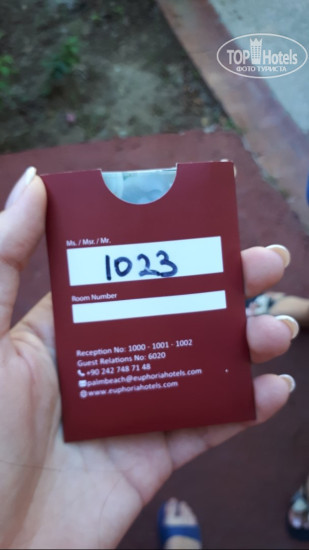 TOP Hotels
ФОТО ТУРИСТА
Ms. / Msr. / Mr.
1023
Room Number
Reception No: 1000 - 1001 - 1002
Guest Relations No: 6020
+90 242 748 71 48
palmbeach@euphoriahotels.com
www.euphoriahotels.com